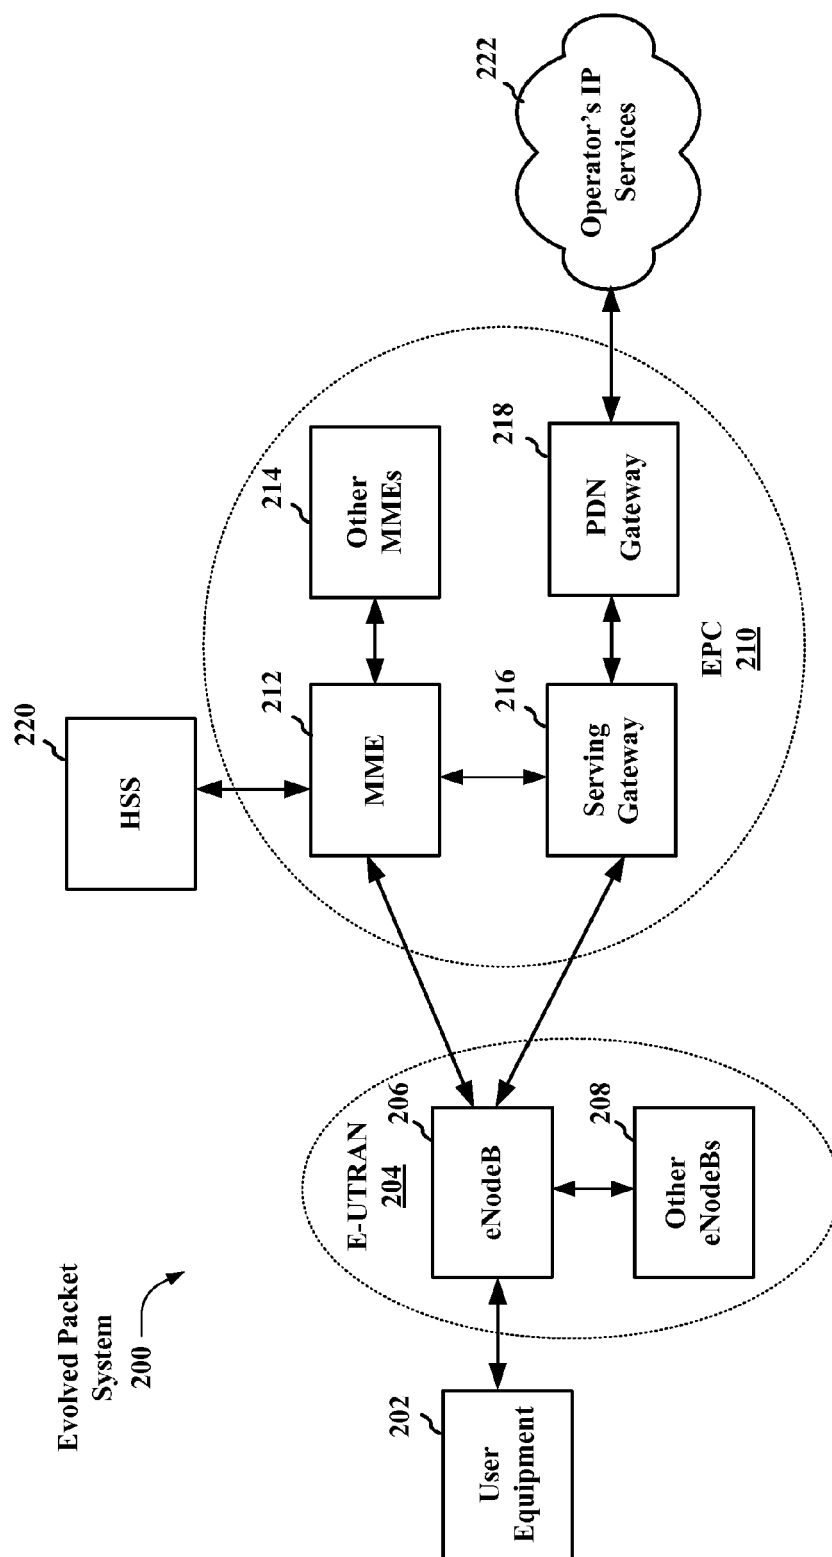 Evolved Packet
System
200
220
HSS
222
Operator's IP
Services
E-UTRAN
204
212
MME
214
Other
MMEs
202
User
Equipment
206
eNodeB
208
Other
eNodeBs
216
Serving
Gateway
218
PDN
Gateway
EPC
210